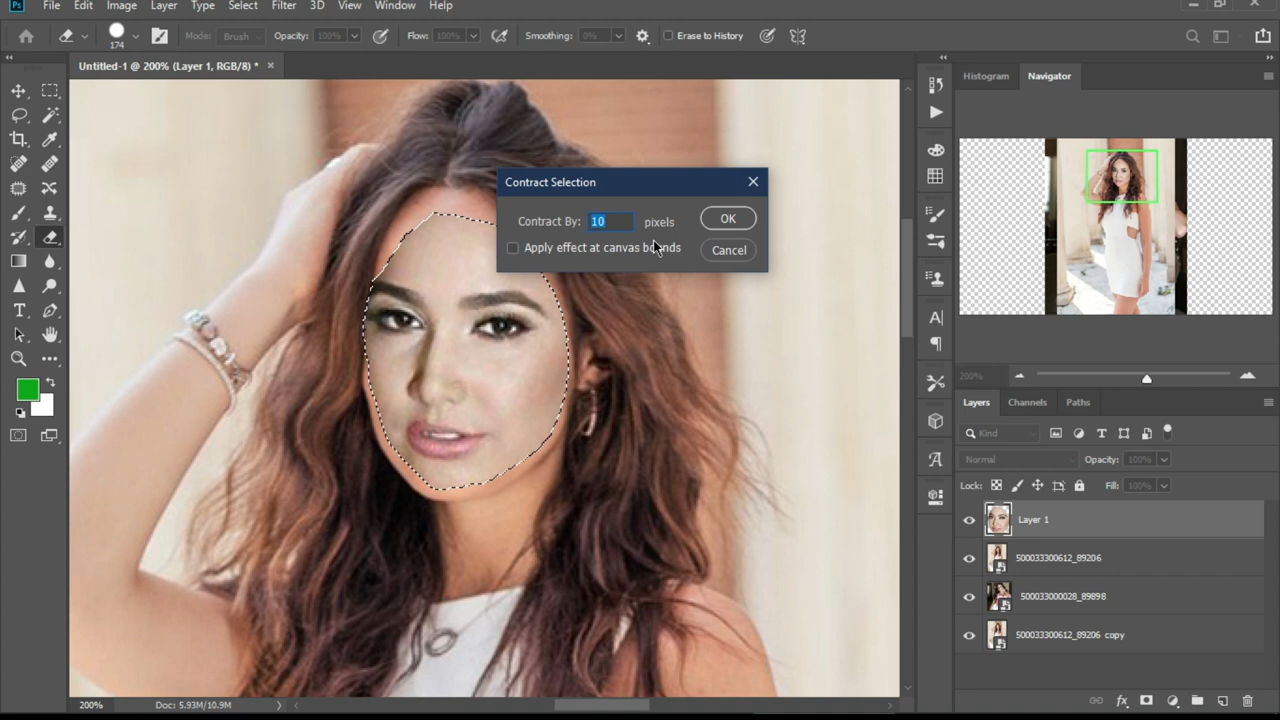 Ps File Edit Image Layer Type Select Filter 3D View Window Help
174 Mode: Brush Opacity: 100% Flow: 100% Smoothing: 0% Erase to History
Untitled-1 @ 200% (Layer 1, RGB/8) * ×
Histogram Navigator
Contract Selection
Contract By: 10 pixels OK
Apply effect at canvas bounds Cancel
200%
Layers Channels Paths
Kind
Normal Opacity: 100%
Lock: Fill: 100%
Layer 1
500033300612_89206
500033000028_89898
500033300612_89206 copy
200% Doc: 5.93M/10.9M